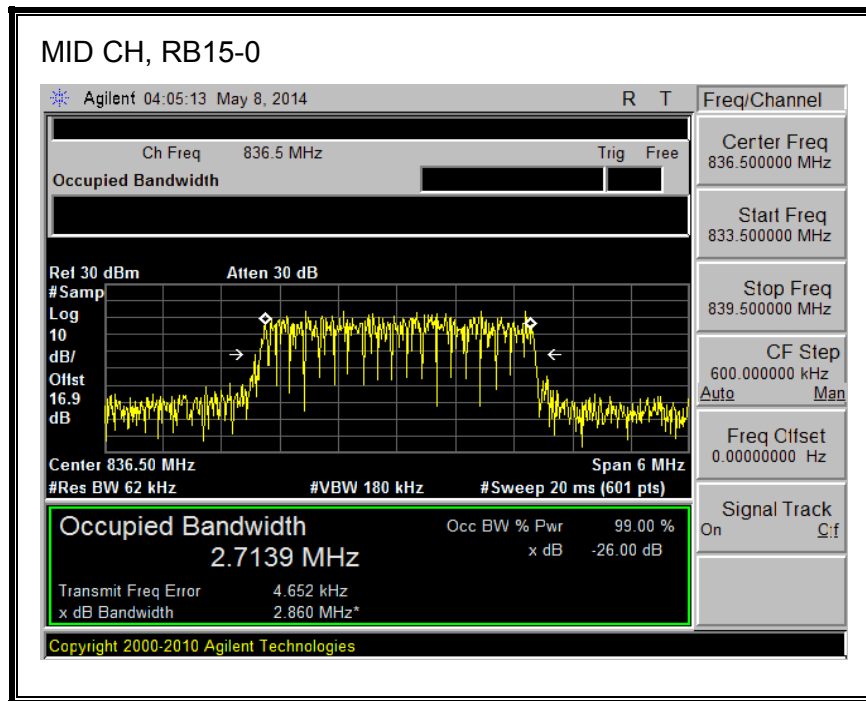 MID CH, RB15-0
Agilent 04:05:13 May 8, 2014 R T
Freq/Channel
Ch Freq 836.5 MHz Trig Free
Occupied Bandwidth
Center Freq
836.500000 MHz
Start Freq
833.500000 MHz
Stop Freq
839.500000 MHz
CF Step
600.000000 kHz
Auto Man
Freq Offset
0.00000000 Hz
Signal Track
On Off
Ref 30 dBm Atten 30 dB
#Samp
Log
10
dB/
Offst
16.9
dB
Center 836.50 MHz Span 6 MHz
#Res BW 62 kHz #VBW 180 kHz #Sweep 20 ms (601 pts)
Occupied Bandwidth Occ BW % Pwr 99.00 %
2.7139 MHz x dB -26.00 dB
Transmit Freq Error 4.652 kHz
x dB Bandwidth 2.860 MHz*
Copyright 2000-2010 Agilent Technologies